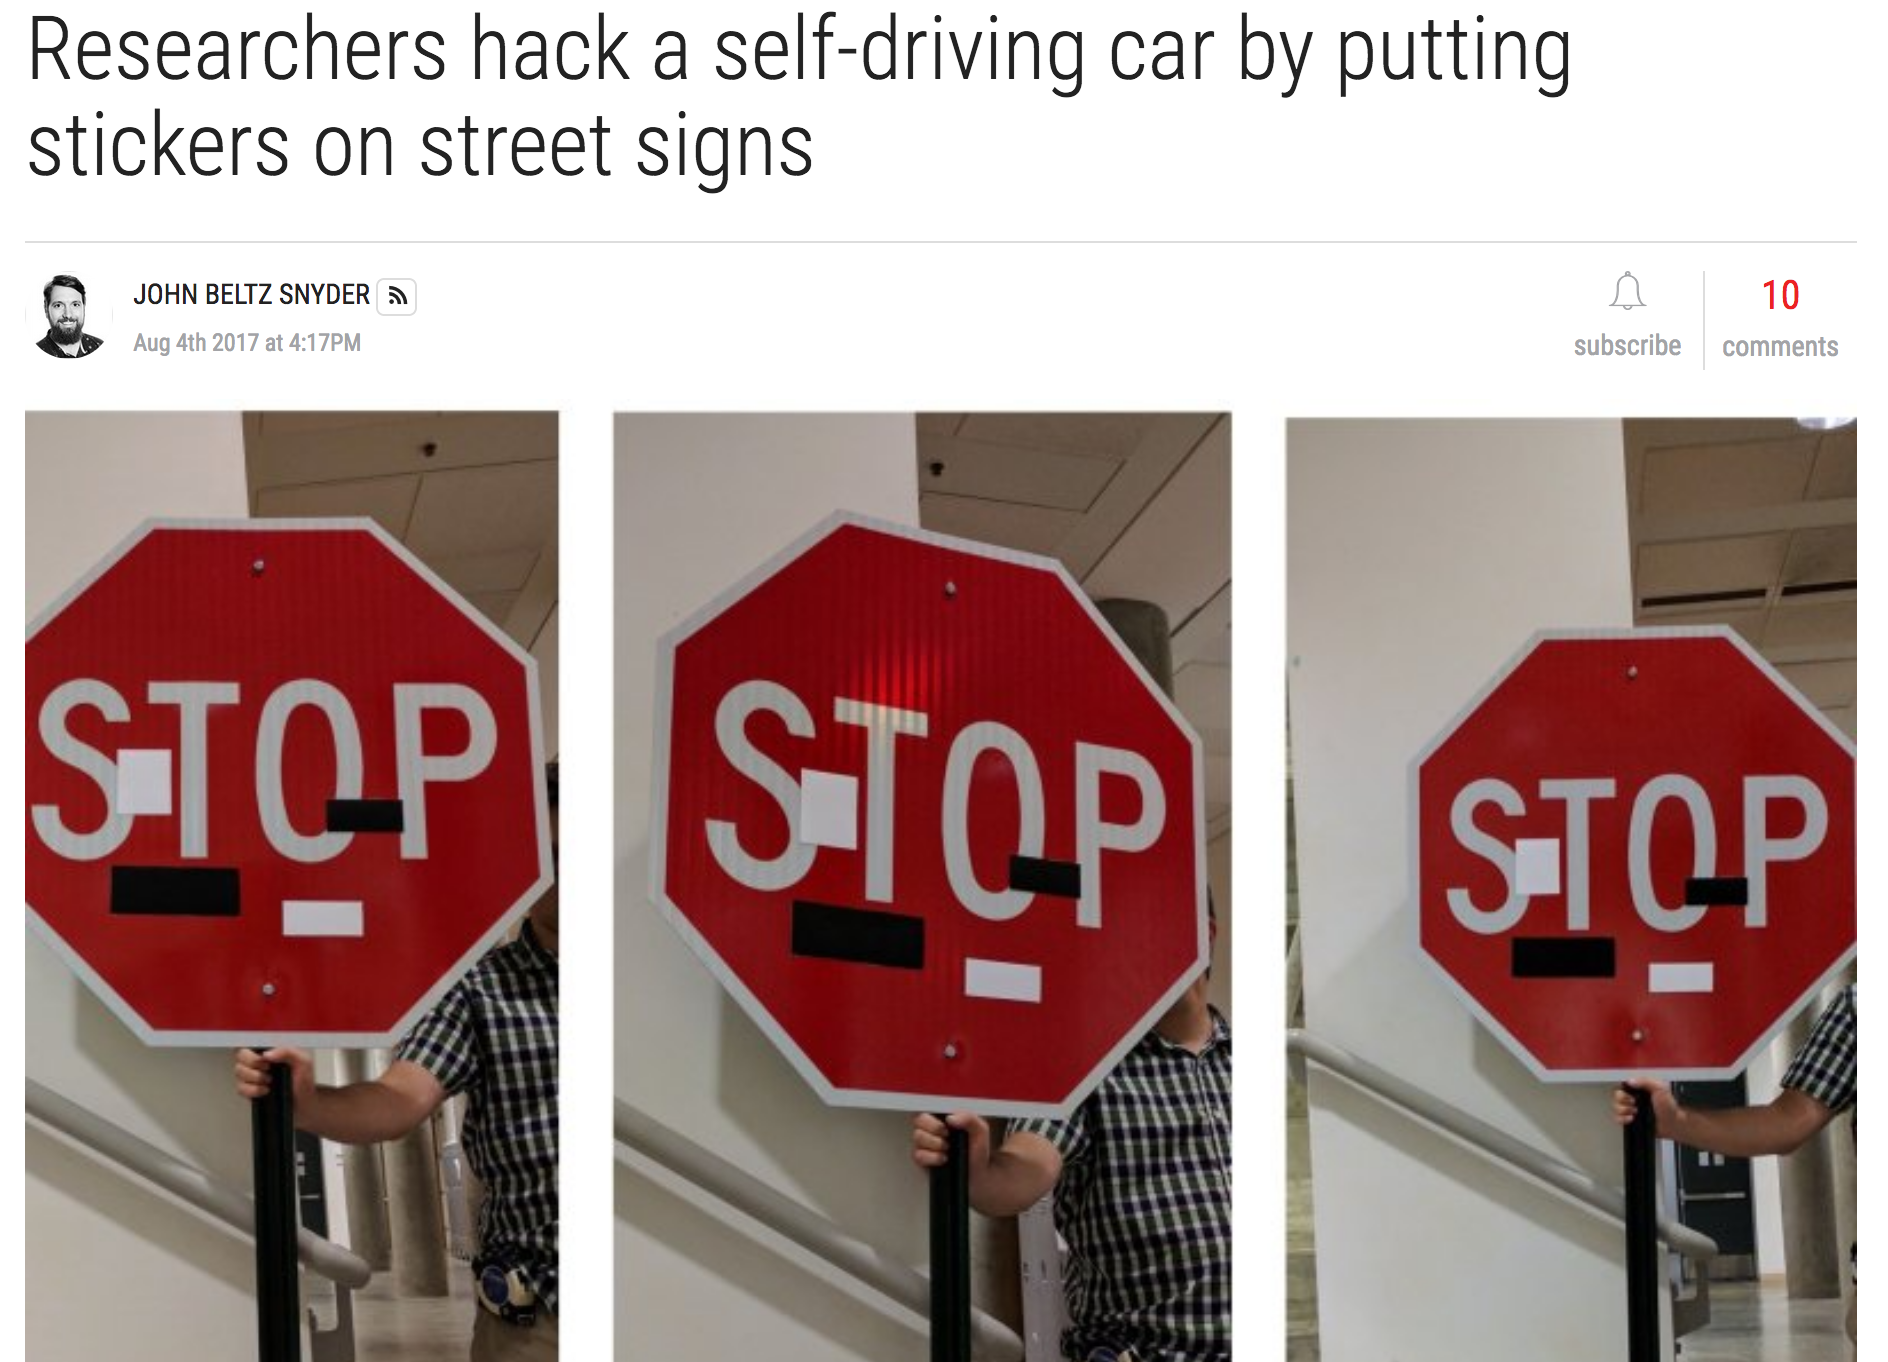 Researchers hack a self-driving car by putting
stickers on street signs
JOHN BELTZ SNYDER
Aug 4th 2017 at 4:17PM
subscribe
10
comments
STOP
STOP
STOP